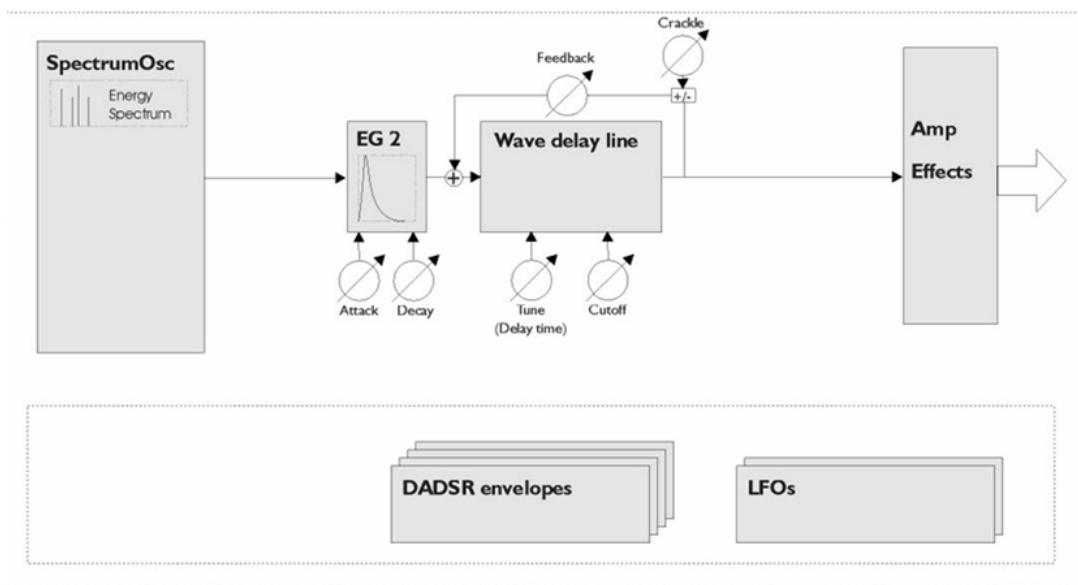 Crackle
Feedback
SpectrumOsc
Energy
Spectrum
+/-
EG 2
Wave delay line
Amp
Effects
+
Attack
Decay
Tune
(Delay time)
Cutoff
DADSR envelopes
LFOs